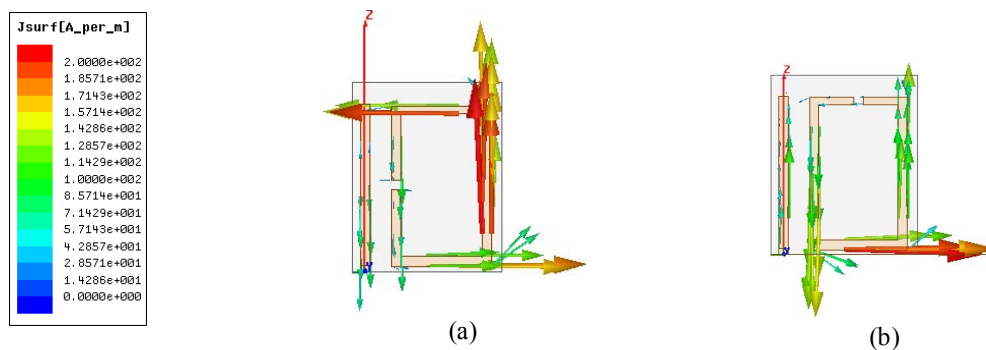 Jsurf[A_per_m]
2.0000e+002
1.8571e+002
1.7143e+002
1.5714e+002
1.4286e+002
1.2857e+002
1.1429e+002
1.0000e+002
8.5714e+001
7.1429e+001
5.7143e+001
4.2857e+001
2.8571e+001
1.4286e+001
0.0000e+000
Z
(a)
Z
(b)